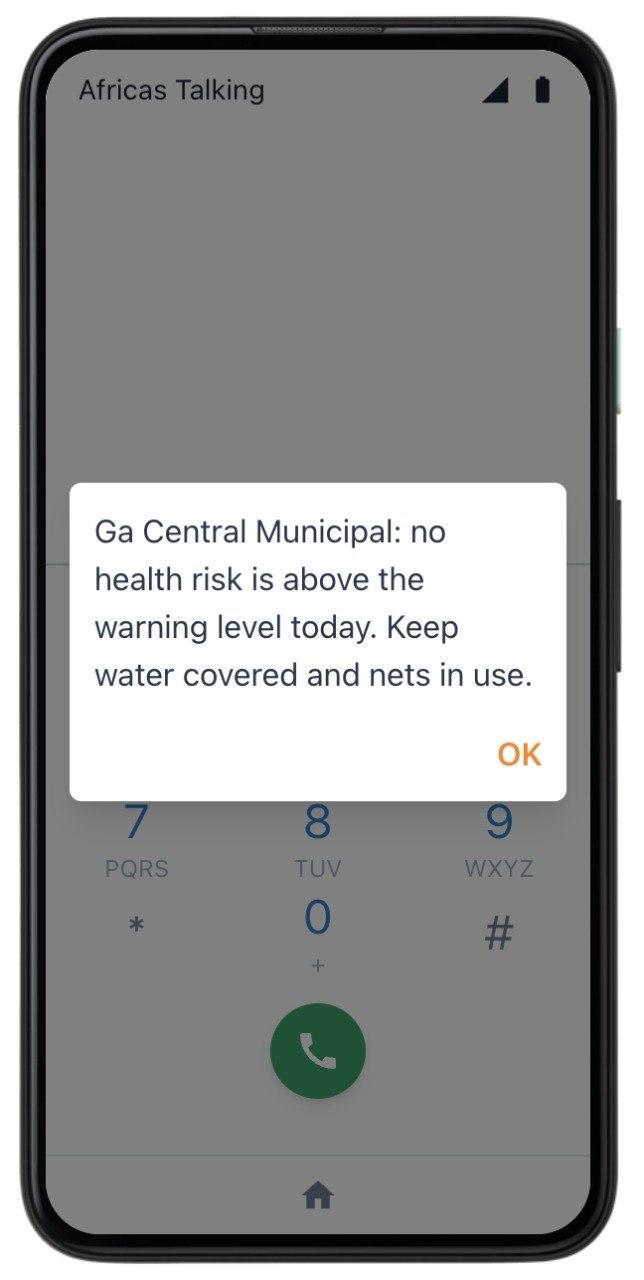 Africas Talking
Ga Central Municipal: no
health risk is above the
warning level today. Keep
water covered and nets in use.
OK
7 8 9
PQRS TUV WXYZ
* 0 #
+